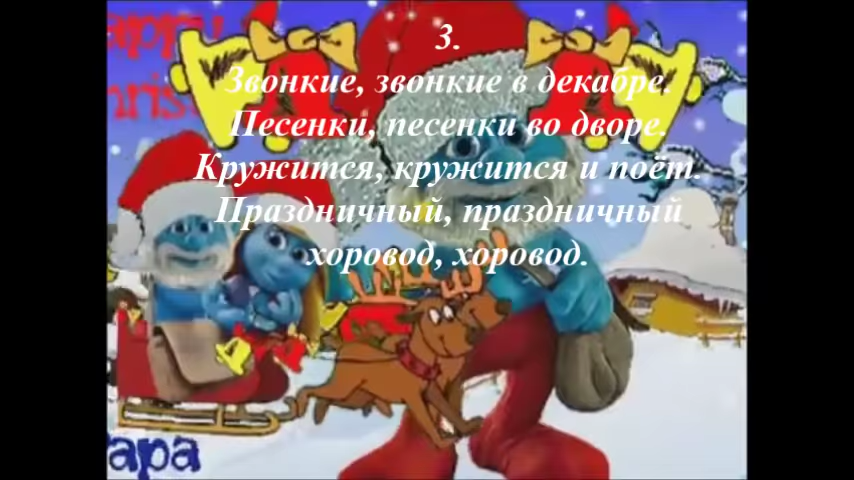 3.
Звонкие, звонкие в декабре.
Песенки, песенки во дворе.
Кружится, кружится и поёт.
Праздничный, праздничный
хоровод, хоровод.